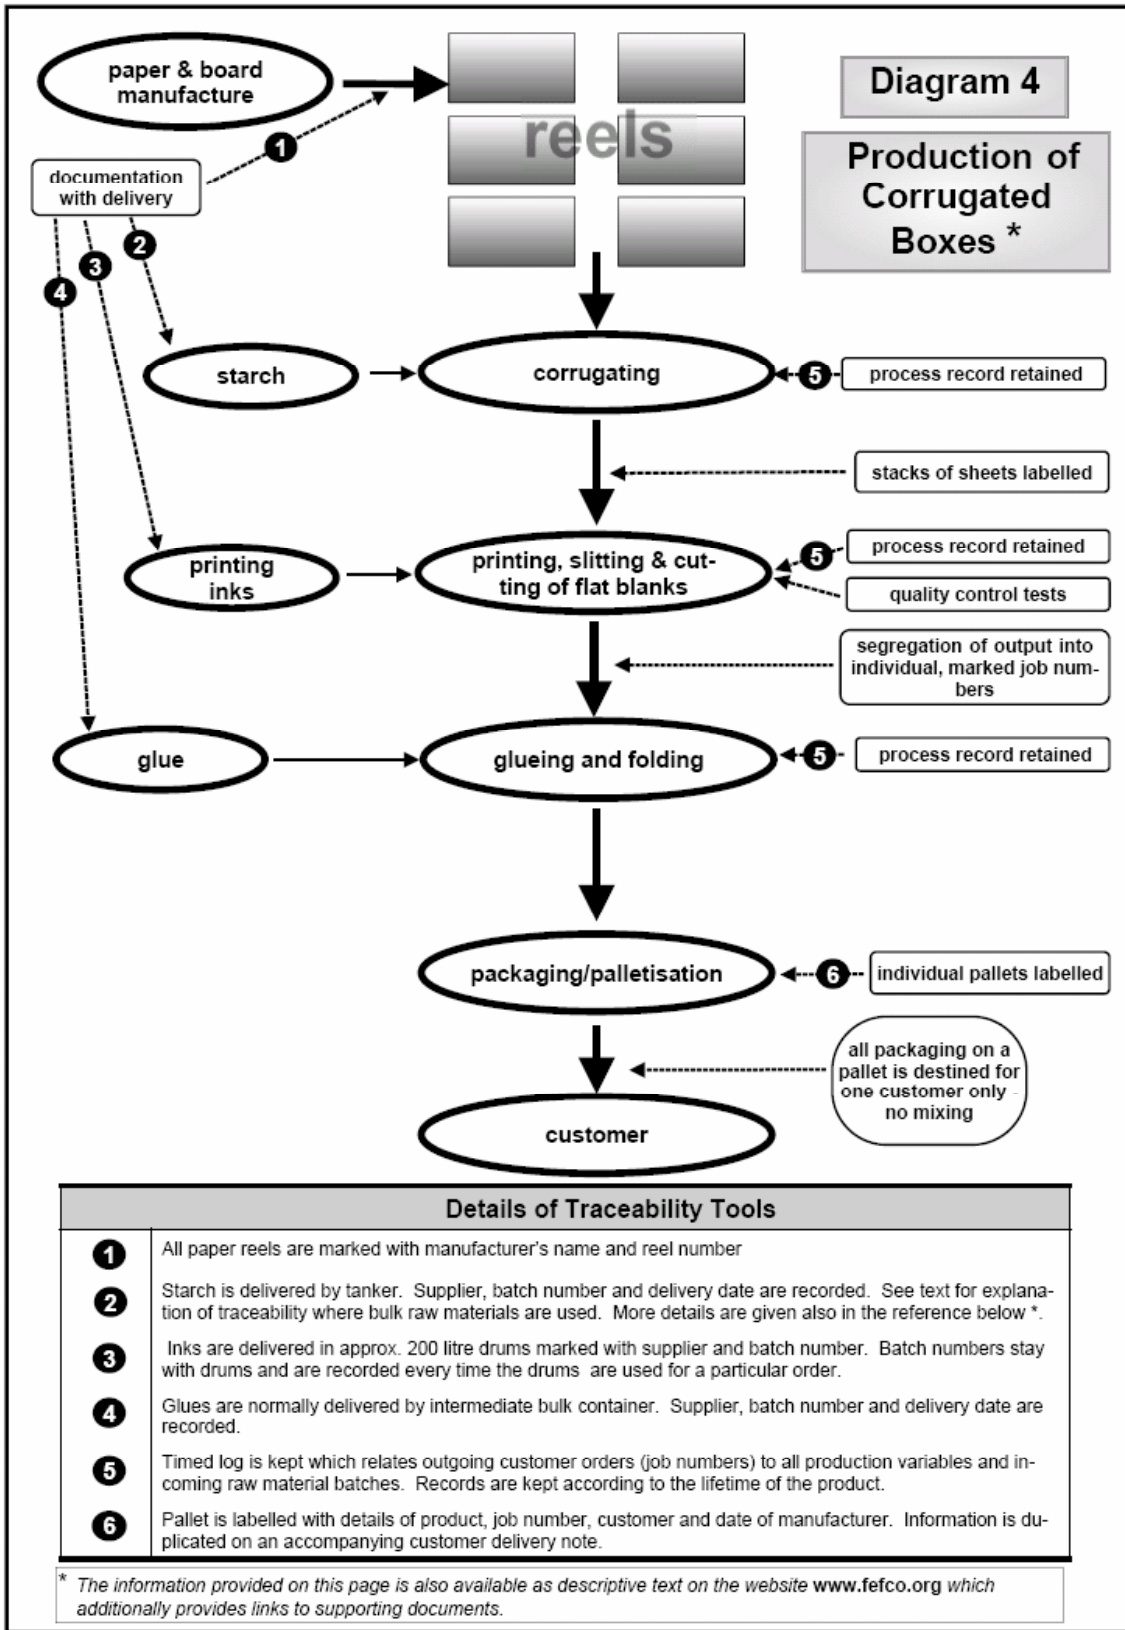 paper & board
manufacture
reels
Diagram 4
Production of
Corrugated
Boxes *
1
documentation
with delivery
2
3
4
starch
corrugating
5
process record retained
stacks of sheets labelled
printing
inks
printing, slitting & cut-
ting of flat blanks
5
process record retained
quality control tests
segregation of output into
individual, marked job num-
bers
glue
glueing and folding
5
process record retained
packaging/palletisation
6
individual pallets labelled
all packaging on a
pallet is destined for
one customer only -
no mixing
customer
Details of Traceability Tools
1 All paper reels are marked with manufacturer's name and reel number
2 Starch is delivered by tanker. Supplier, batch number and delivery date are recorded. See text for explana-
tion of traceability where bulk raw materials are used. More details are given also in the reference below *.
3 Inks are delivered in approx. 200 litre drums marked with supplier and batch number. Batch numbers stay
with drums and are recorded every time the drums are used for a particular order.
4 Glues are normally delivered by intermediate bulk container. Supplier, batch number and delivery date are
recorded.
5 Timed log is kept which relates outgoing customer orders (job numbers) to all production variables and in-
coming raw material batches. Records are kept according to the lifetime of the product.
6 Pallet is labelled with details of product, job number, customer and date of manufacturer. Information is du-
plicated on an accompanying customer delivery note.
* The information provided on this page is also available as descriptive text on the website www.fefco.org which
additionally provides links to supporting documents.